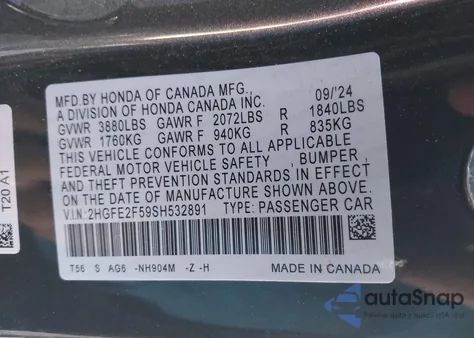 MFD.BY HONDA OF CANADA MFG., 09/'24
A DIVISION OF HONDA CANADA INC.
GVWR 3880LBS GAWR F 2072LBS R 1840LBS
GVWR 1760KG GAWR F 940KG R 835KG
THIS VEHICLE CONFORMS TO ALL APPLICABLE
FEDERAL MOTOR VEHICLE SAFETY , BUMPER ,
AND THEFT PREVENTION STANDARDS IN EFFECT
ON THE DATE OF MANUFACTURE SHOWN ABOVE.
V.I.N: 2HGFE2F59SH532891 TYPE: PASSENGER CAR
T56 S AG6 -NH904M -Z -H MADE IN CANADA
T20 A1
autoSnap